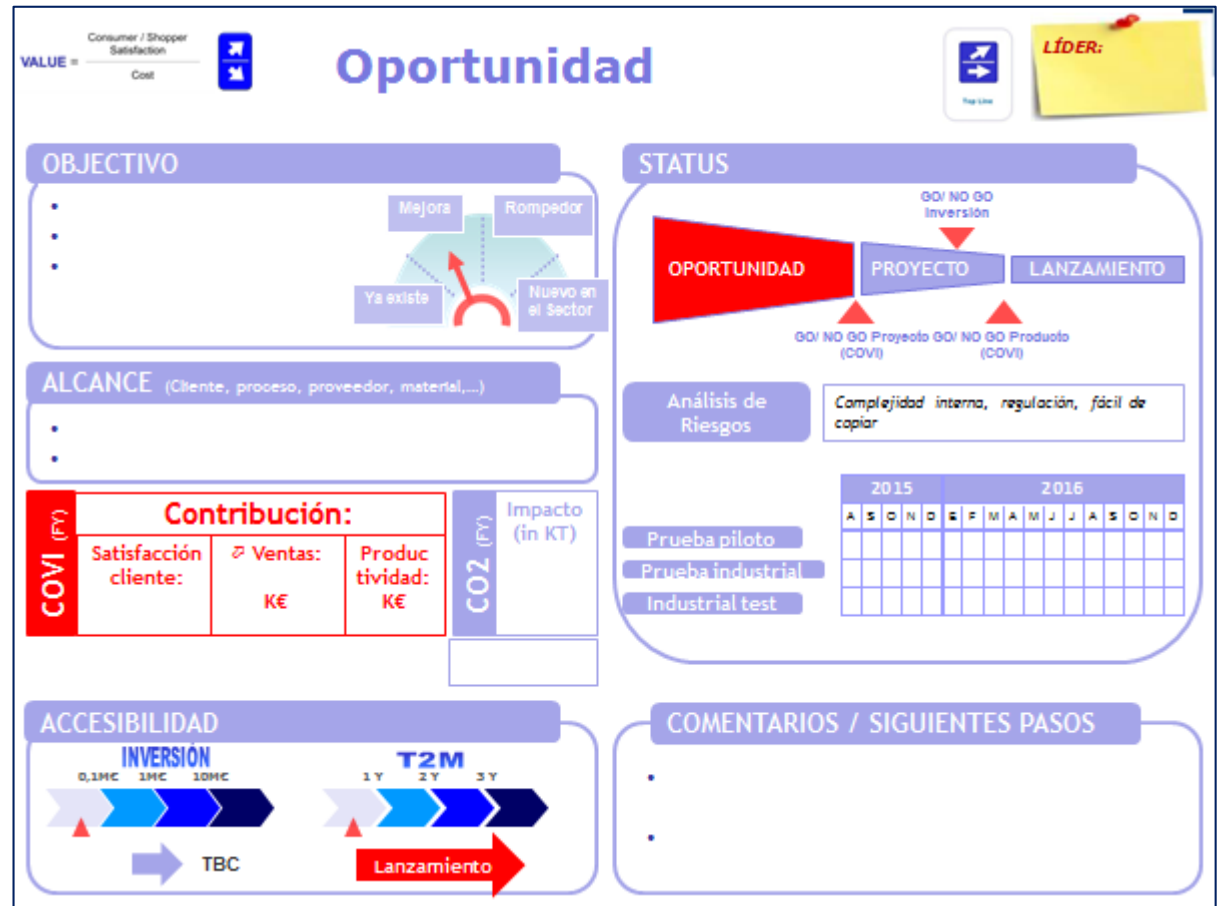 VALUE =
Consumer / Shopper
Satisfaction
Cost
Oportunidad
Top Line
LÍDER:
OBJECTIVO
•
•
•
Mejora
Rompedor
Ya existe
Nuevo en
el Sector
ALCANCE (Cliente, proceso, proveedor, material,...)
•
•
COVI (FY)
Contribución:
Satisfacción
cliente:
Ventas:
K€
Produc
tividad:
K€
CO2 (FY)
Impacto
(in KT)
STATUS
GO/ NO GO
Inversión
OPORTUNIDAD
PROYECTO
LANZAMIENTO
GO/ NO GO Proyecto
(COVI)
GO/ NO GO Producto
(COVI)
Análisis de
Riesgos
Complejidad interna, regulación, fácil de
copiar
2015 2016
A S O N D E F M A M J J A S O N D
Prueba piloto
Prueba industrial
Industrial test
ACCESIBILIDAD
INVERSIÓN
0,1M€ 1M€ 10M€
TBC
T2M
1 Y 2 Y 3 Y
Lanzamiento
COMENTARIOS / SIGUIENTES PASOS
•
•